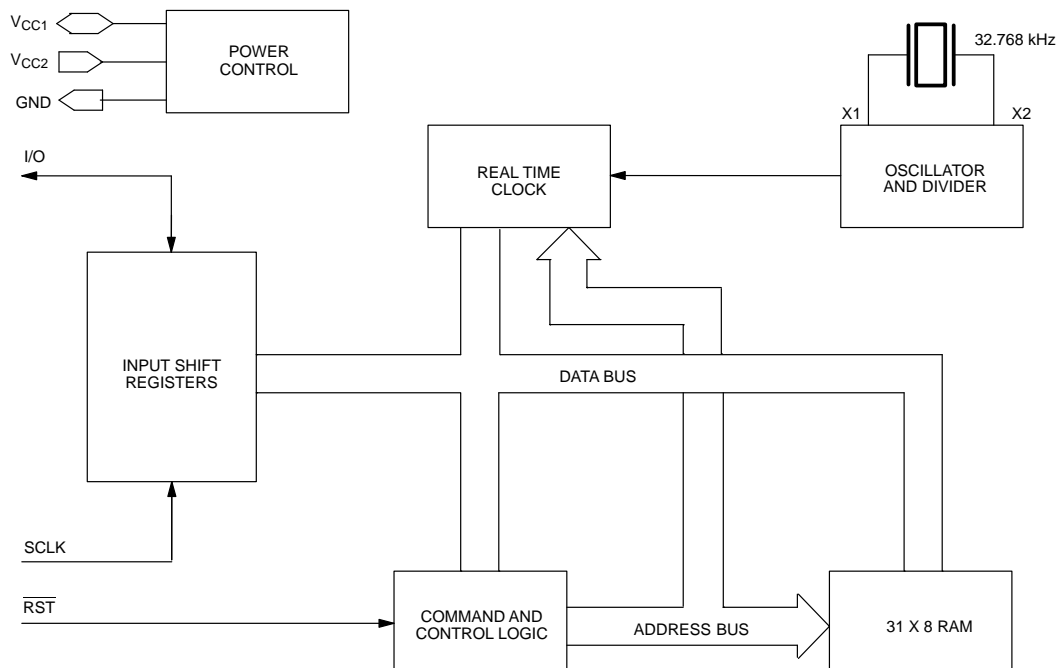 VCC1
VCC2
GND
POWER
CONTROL
32.768 kHz
X1
X2
I/O
REAL TIME
CLOCK
OSCILLATOR
AND DIVIDER
INPUT SHIFT
REGISTERS
DATA BUS
SCLK
RST
COMMAND AND
CONTROL LOGIC
ADDRESS BUS
31 X 8 RAM